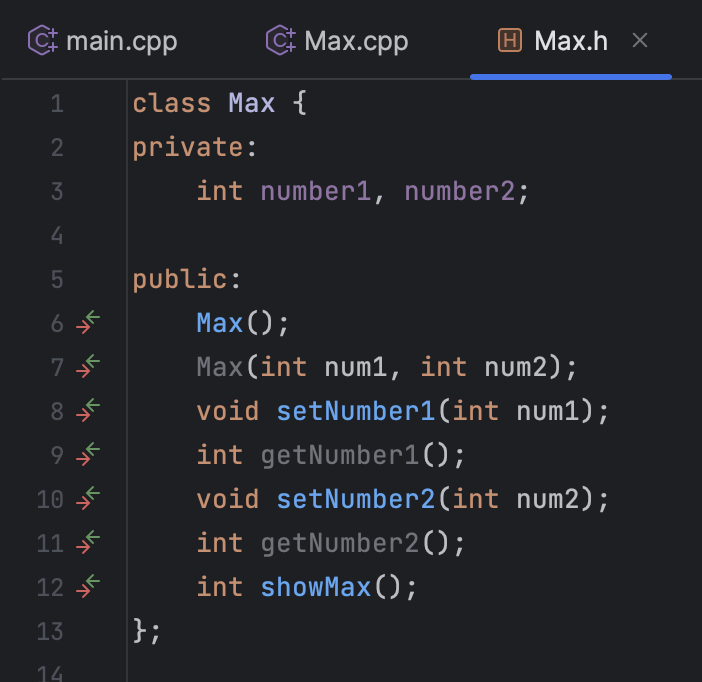 main.cpp Max.cpp Max.h
1 class Max {
2 private:
3     int number1, number2;
4
5 public:
6     Max();
7     Max(int num1, int num2);
8     void setNumber1(int num1);
9     int getNumber1();
10     void setNumber2(int num2);
11     int getNumber2();
12     int showMax();
13 };
14